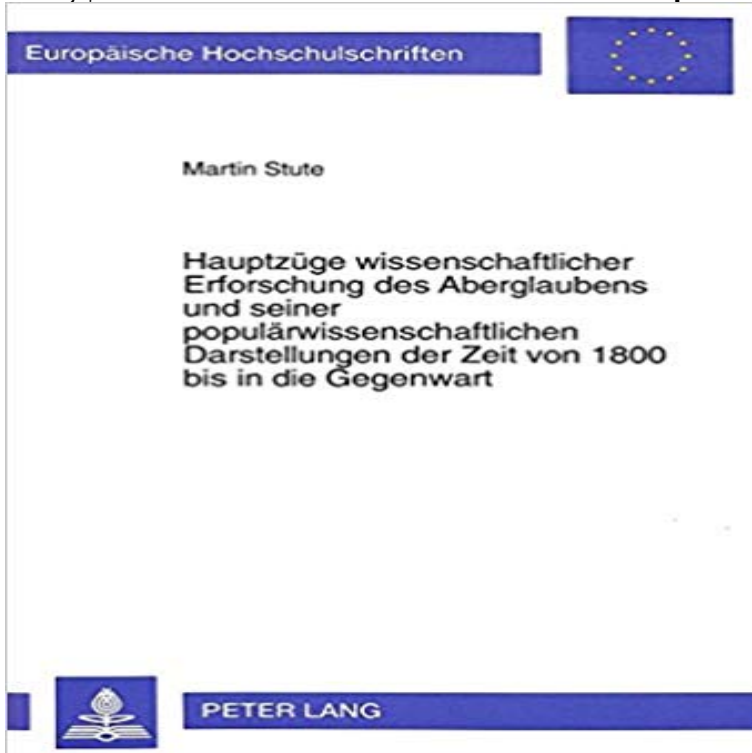 Europäische Hochschulschriften
Martin Stute
Hauptzüge wissenschaftlicher
Erforschung des Aberglaubens
und seiner
populärwissenschaftlichen
Darstellungen der Zeit von 1800
bis in die Gegenwart
PETER LANG